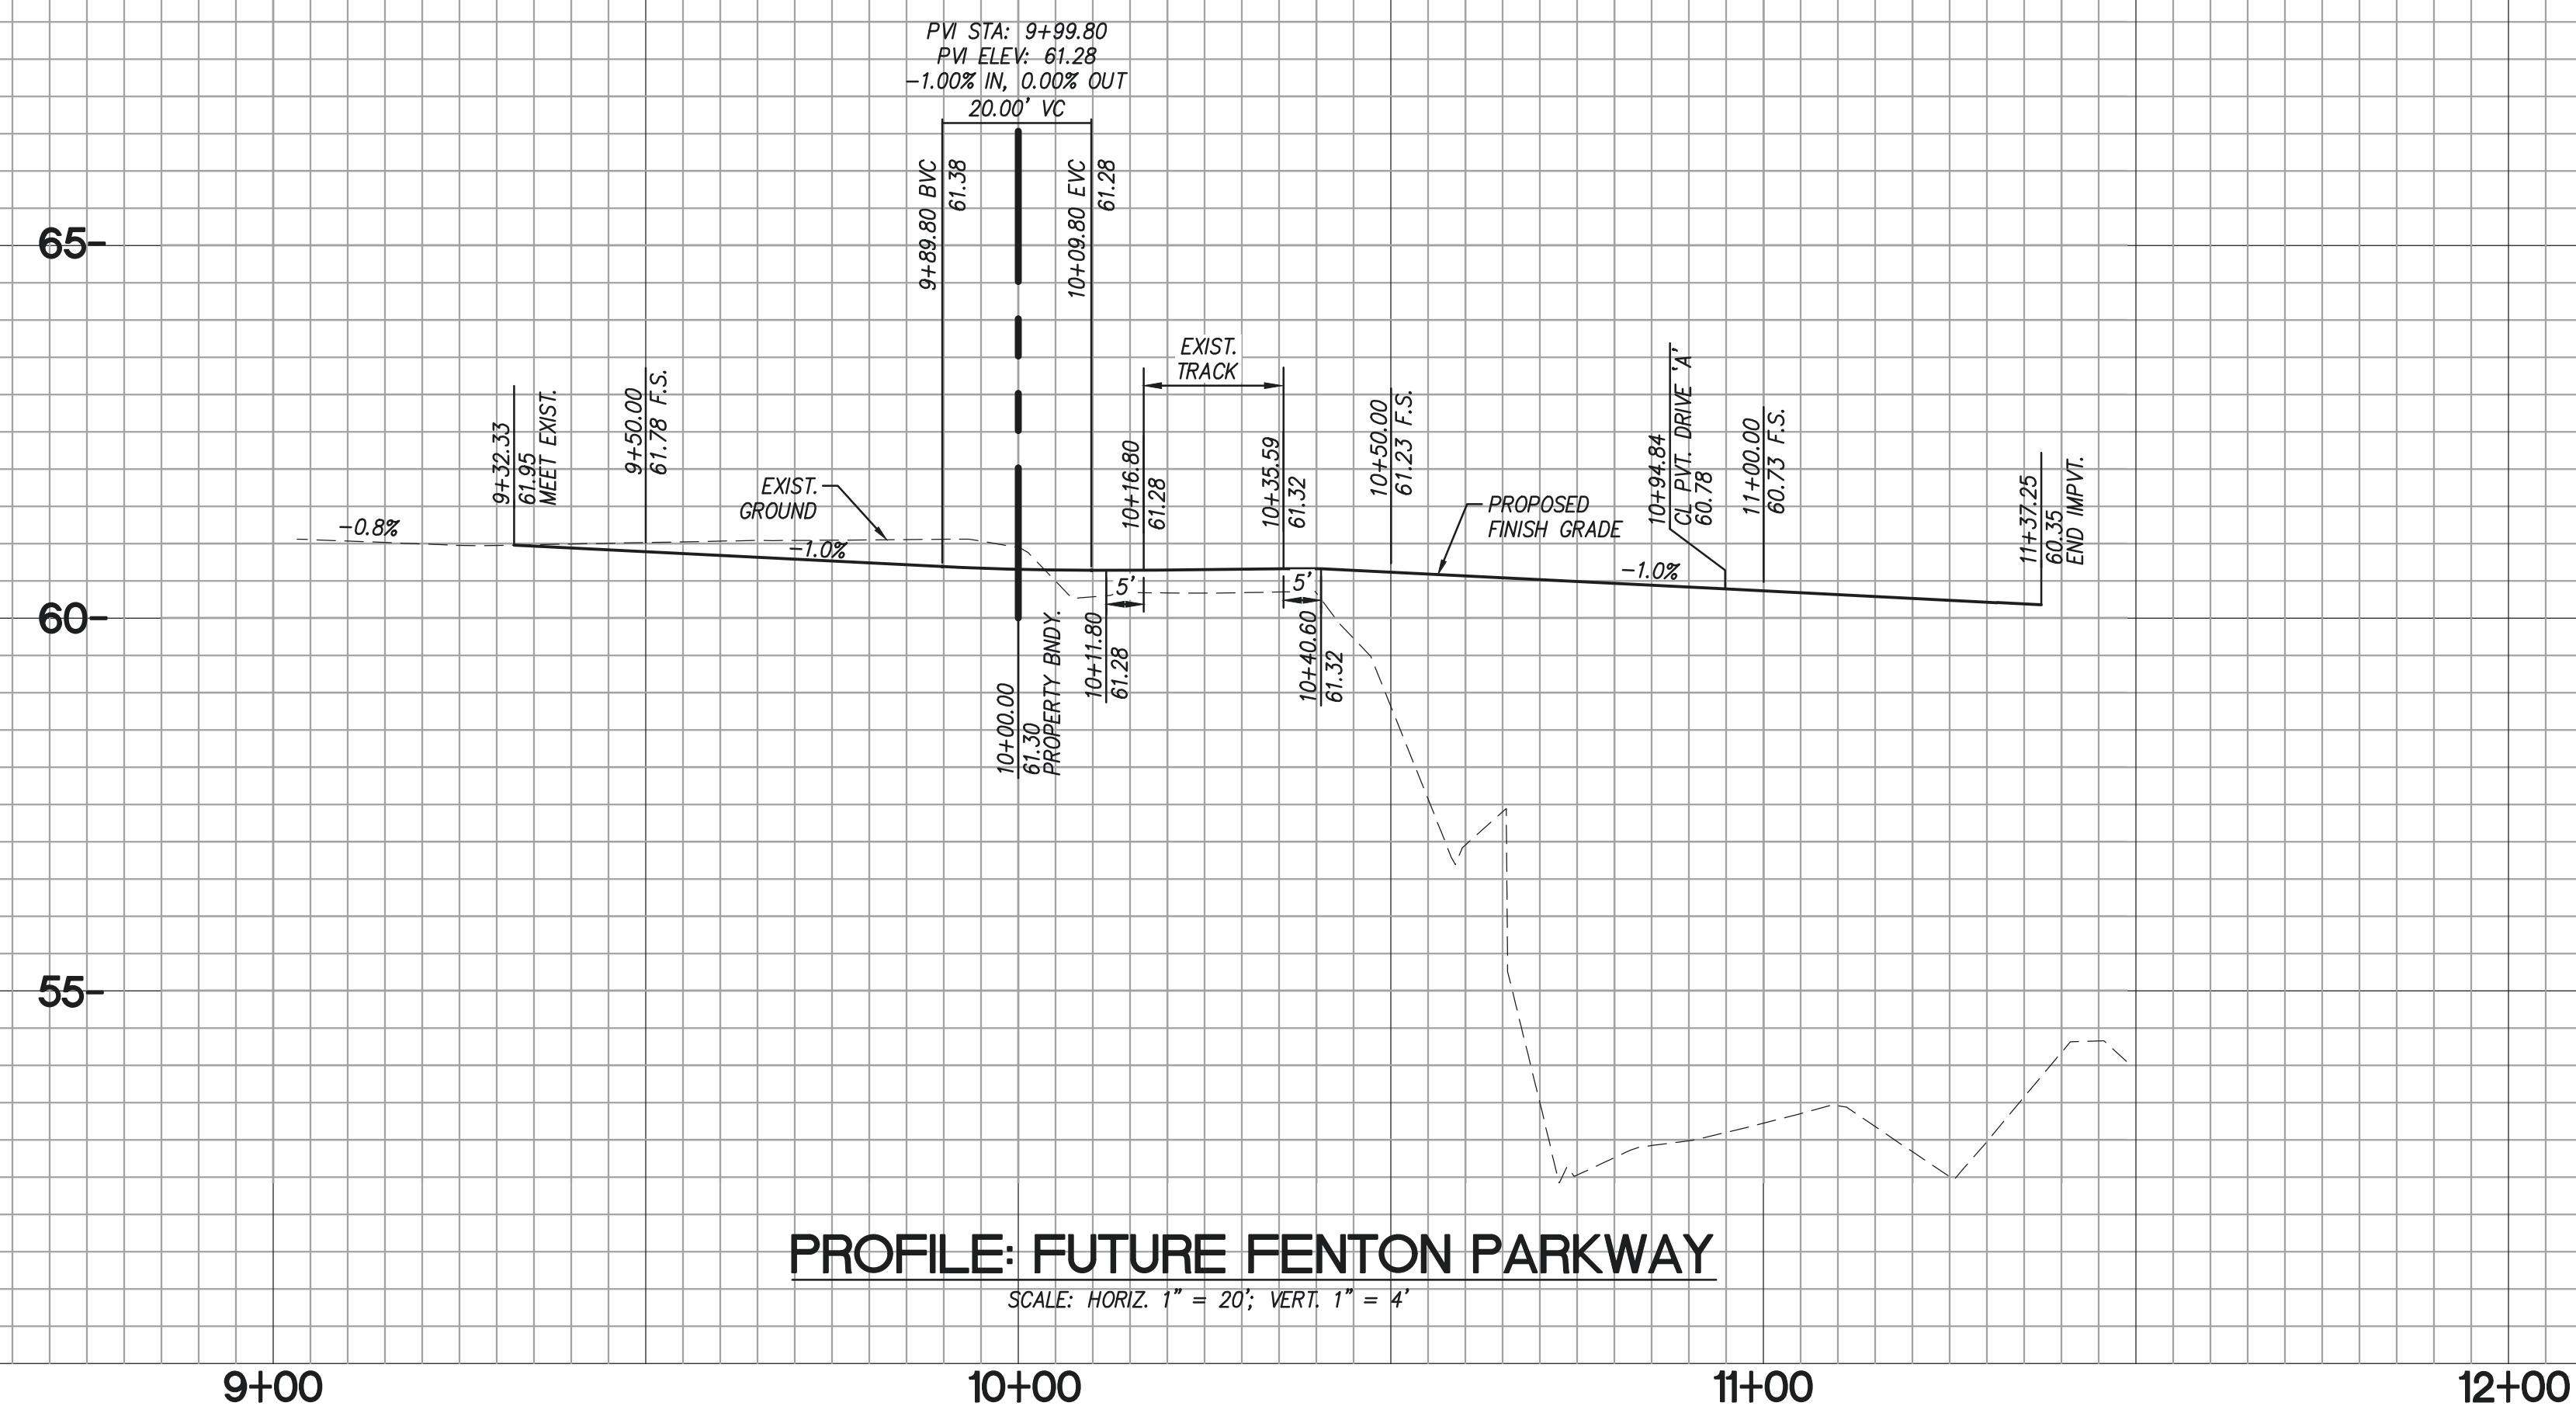 PVI STA: 9+99.80
PVI ELEV: 61.28
-1.00% IN, 0.00% OUT
20.00' VC
9+89.80 BVC
61.38
10+09.80 EVC
61.28
65-
EXIST.
TRACK
9+32.33
61.95
MEET EXIST.
9+50.00
61.78 F.S.
EXIST.
GROUND
-0.8%
-1.0%
10+16.80
61.28
10+35.59
61.32
10+50.00
61.23 F.S.
PROPOSED
FINISH GRADE
10+94.84
CL PVT. DRIVE 'A'
60.78
11+00.00
60.73 F.S.
-1.0%
11+37.25
60.35
END IMPVT.
5'
5'
60-
10+00.00
61.30
PROPERTY BNDY.
10+11.80
61.28
10+40.60
61.32
55-
PROFILE: FUTURE FENTON PARKWAY
SCALE: HORIZ. 1" = 20'; VERT. 1" = 4'
9+00
10+00
11+00
12+00